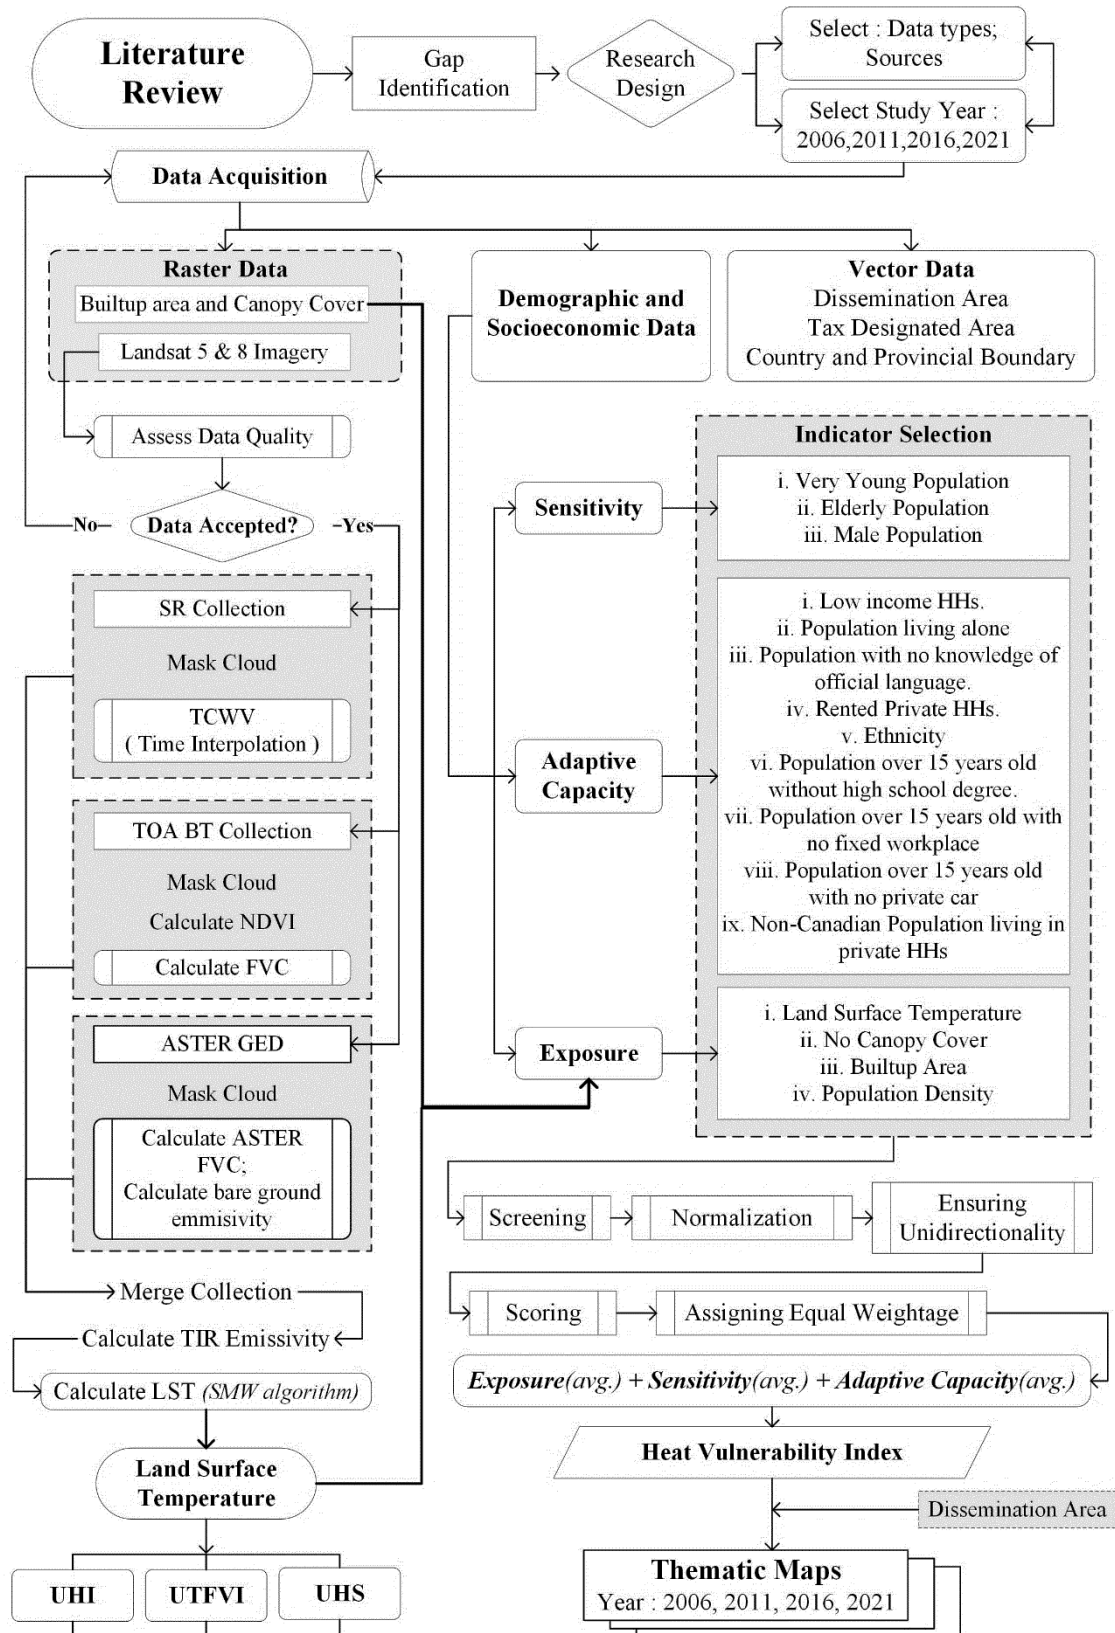 Literature
Review
Gap
Identification
Research
Design
Select : Data types;
Sources
Select Study Year :
2006,2011,2016,2021
Data Acquisition
Raster Data
Builtup area and Canopy Cover
Landsat 5 & 8 Imagery
Demographic and
Socioeconomic Data
Vector Data
Dissemination Area
Tax Designated Area
Country and Provincial Boundary
Assess Data Quality
No
Data Accepted?
Yes
SR Collection
Mask Cloud
TCWV
( Time Interpolation )
TOA BT Collection
Mask Cloud
Calculate NDVI
Calculate FVC
ASTER GED
Mask Cloud
Calculate ASTER
FVC;
Calculate bare ground
emmisivity
Merge Collection
Calculate TIR Emissivity
Calculate LST (SMW algorithm)
Land Surface
Temperature
UHI
UTFVI
UHS
Sensitivity
Adaptive
Capacity
Exposure
Indicator Selection
i. Very Young Population
ii. Elderly Population
iii. Male Population
i. Low income HHs.
ii. Population living alone
iii. Population with no knowledge of
official language.
iv. Rented Private HHs.
v. Ethnicity
vi. Population over 15 years old
without high school degree.
vii. Population over 15 years old with
no fixed workplace
viii. Population over 15 years old
with no private car
ix. Non-Canadian Population living in
private HHs
i. Land Surface Temperature
ii. No Canopy Cover
iii. Builtup Area
iv. Population Density
Screening
Normalization
Ensuring
Unidirectionality
Scoring
Assigning Equal Weightage
Exposure(avg.) + Sensitivity(avg.) + Adaptive Capacity(avg.)
Heat Vulnerability Index
Dissemination Area
Thematic Maps
Year : 2006, 2011, 2016, 2021